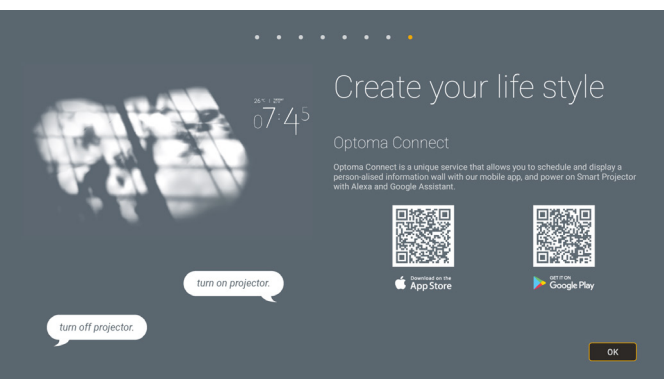 Create your life style
07:45
Optoma Connect
Optoma Connect is a unique service that allows you to schedule and display a
person-alised information wall with our mobile app, and power on Smart Projector
with Alexa and Google Assistant.
turn on projector.
Download on the
App Store
GET IT ON
Google Play
turn off projector.
OK